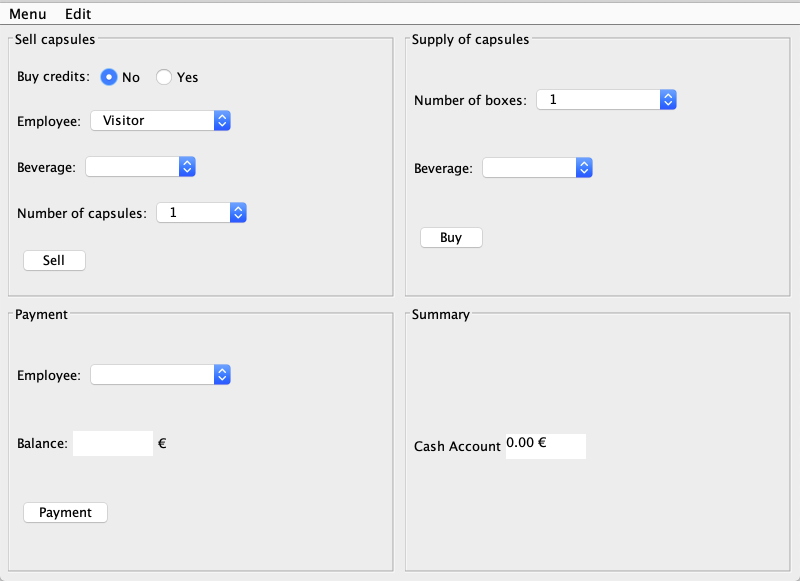 Menu Edit
Sell capsules
Buy credits: No Yes
Employee: Visitor
Beverage:
Number of capsules: 1
Sell
Supply of capsules
Number of boxes: 1
Beverage:
Buy
Payment
Employee:
Balance: €
Payment
Summary
Cash Account 0.00 €